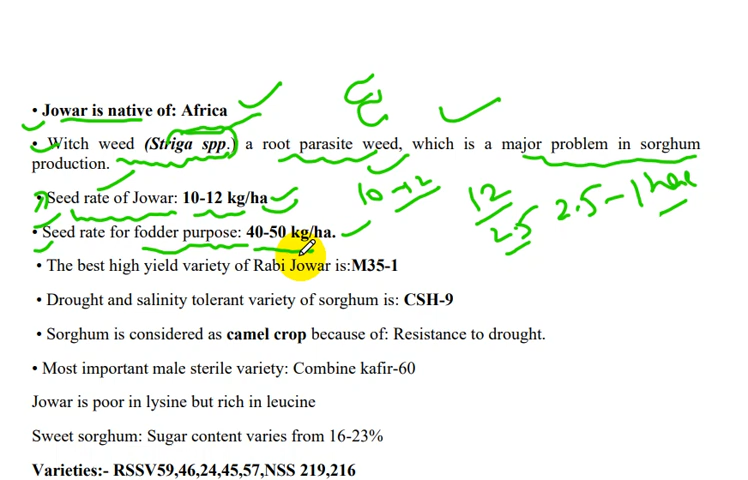 • Jowar is native of: Africa
• Witch weed (Striga spp.) a root parasite weed, which is a major problem in sorghum
production.
• Seed rate of Jowar: 10-12 kg/ha
10-12
12
2.5
2.5-1
• Seed rate for fodder purpose: 40-50 kg/ha.
• The best high yield variety of Rabi Jowar is:M35-1
• Drought and salinity tolerant variety of sorghum is: CSH-9
• Sorghum is considered as camel crop because of: Resistance to drought.
• Most important male sterile variety: Combine kafir-60
Jowar is poor in lysine but rich in leucine
Sweet sorghum: Sugar content varies from 16-23%
Varieties:- RSSV59,46,24,45,57,NSS 219,216